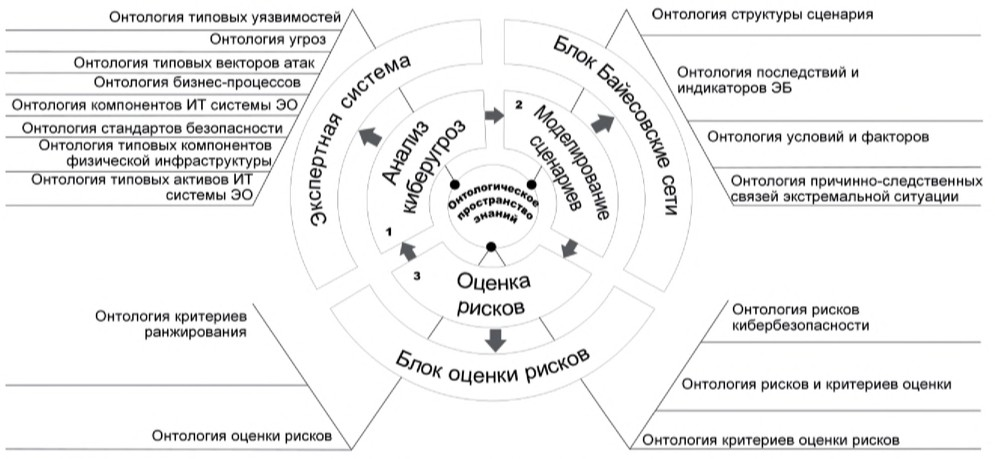 Онтология типовых уязвимостей
Онтология угроз
Онтология типовых векторов атак
Онтология бизнес-процессов
Онтология компонентов ИТ системы ЭО
Онтология стандартов безопасности
Онтология типовых компонентов
физической инфраструктуры
Онтология типовых активов ИТ
системы ЭО
Экспертная система
Анализ
киберугроз
1
Блок Байесовские сети
2
Моделирование
сценариев
Онтологическое
пространство
знаний
3
Оценка
рисков
Блок оценки рисков
Онтология структуры сценария
Онтология последствий и
индикаторов ЭБ
Онтология условий и факторов
Онтология причинно-следственных
связей экстремальной ситуации
Онтология критериев
ранжирования
Онтология оценки рисков
Онтология рисков
кибербезопасности
Онтология рисков и критериев оценки
Онтология критериев оценки рисков